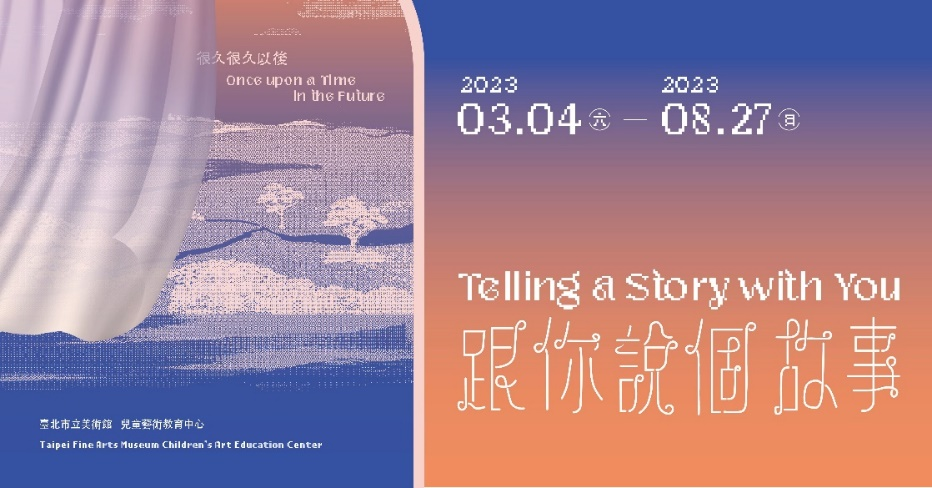 很久很久以後
Once upon a Time
in the Future
臺北市立美術館 兒童藝術教育中心
Taipei Fine Arts Museum Children's Art Education Center
2023
03.04 ㊅ — 2023
08.27 ㊐
Telling a Story with You
跟你說個故事